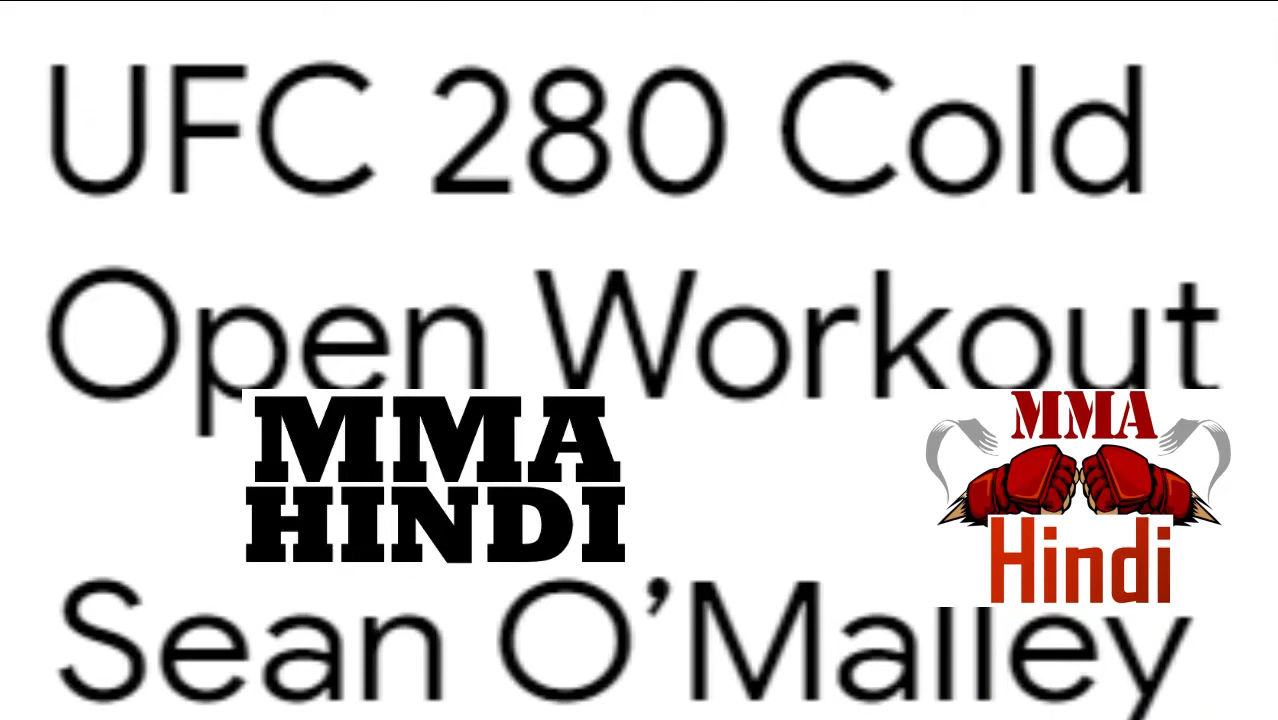 UFC 280 Cold
Open Workout
MMA
HINDI
MMA
Hindi
Sean O’Malley